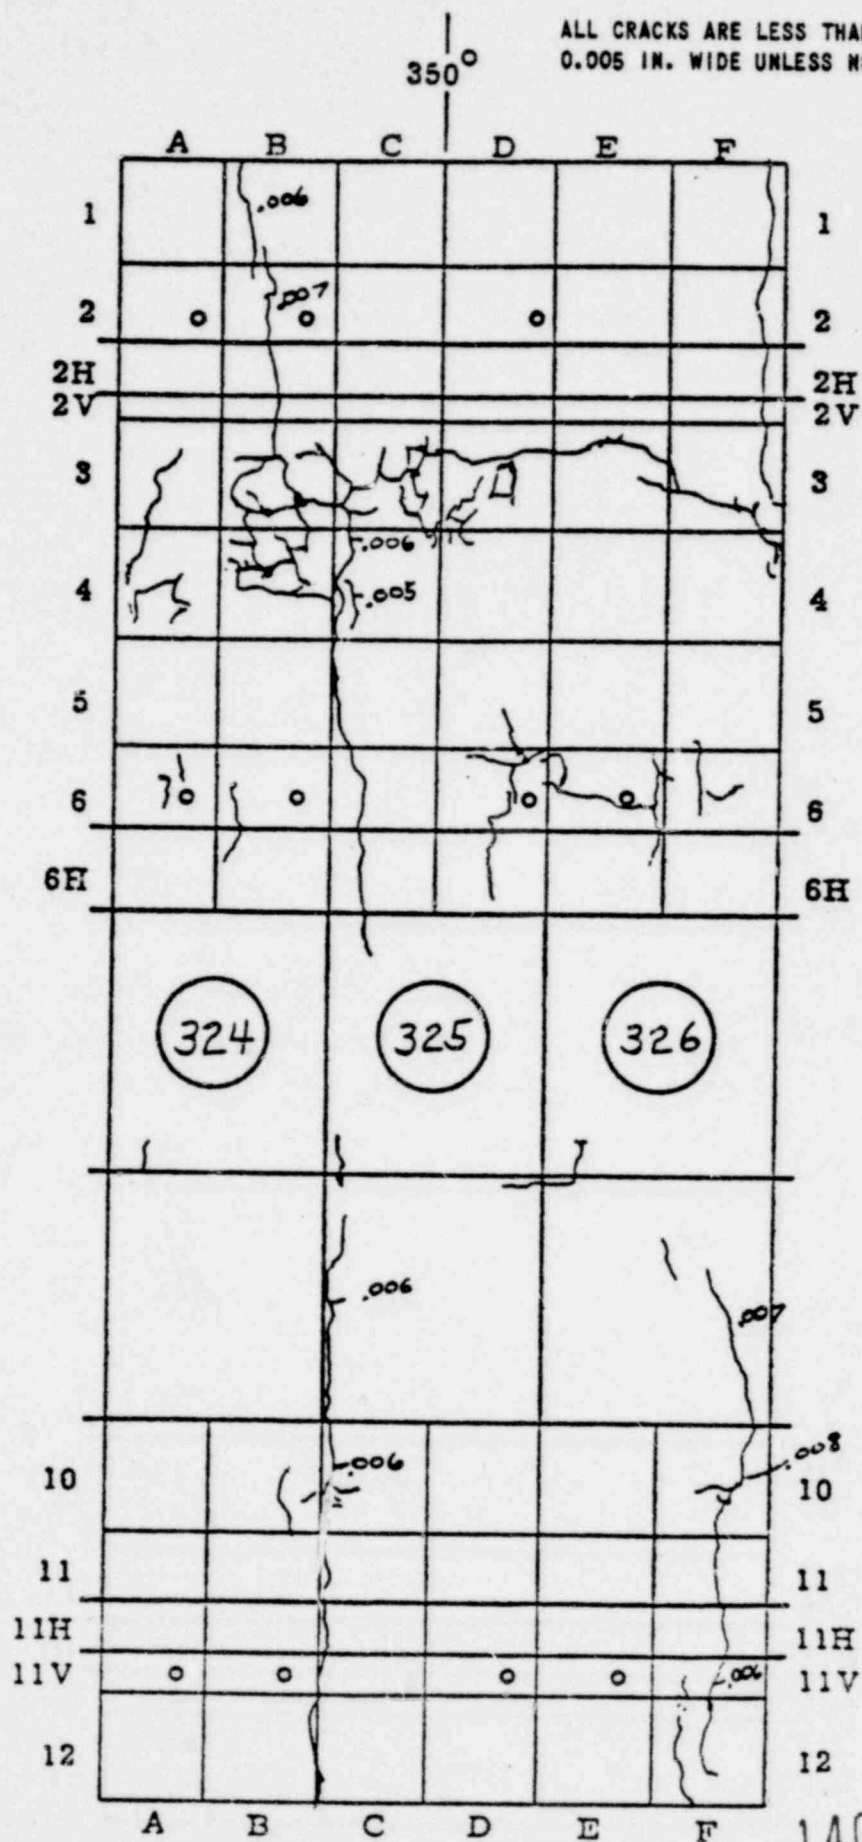 ALL CRACKS ARE LESS THAN
0.005 IN. WIDE UNLESS
350°
A B C D E F
.006
1 1
.007
2 2
2H 2H
2V 2V
3 3
.006
4 .005 4
5 5
6 6
6H 6H
324 325 326
.006
.007
.006 .008
10 10
11 11
11H 11H
11V .006 11V
12 12
A B C D E F